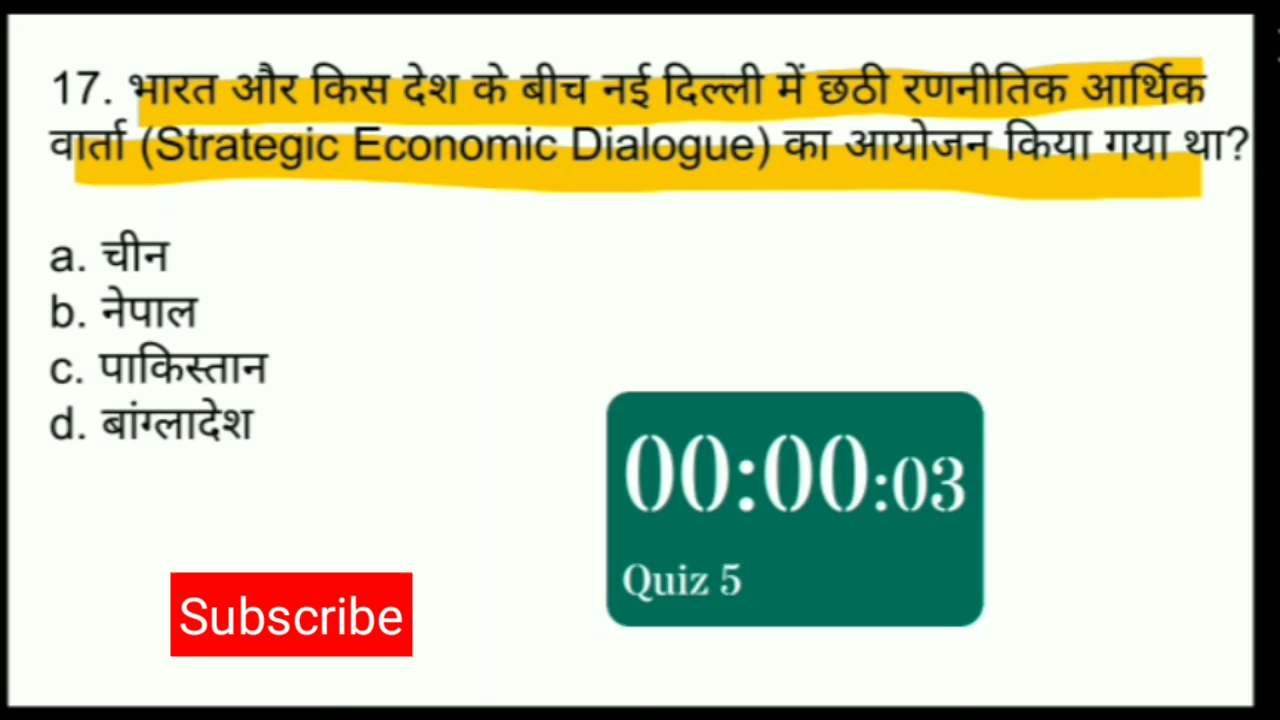 17. भारत और किस देश के बीच नई दिल्ली में छठी रणनीतिक आर्थिक
वार्ता (Strategic Economic Dialogue) का आयोजन किया गया था?
a. चीन
b. नेपाल
c. पाकिस्तान
d. बांग्लादेश
00:00:03
Quiz 5
Subscribe